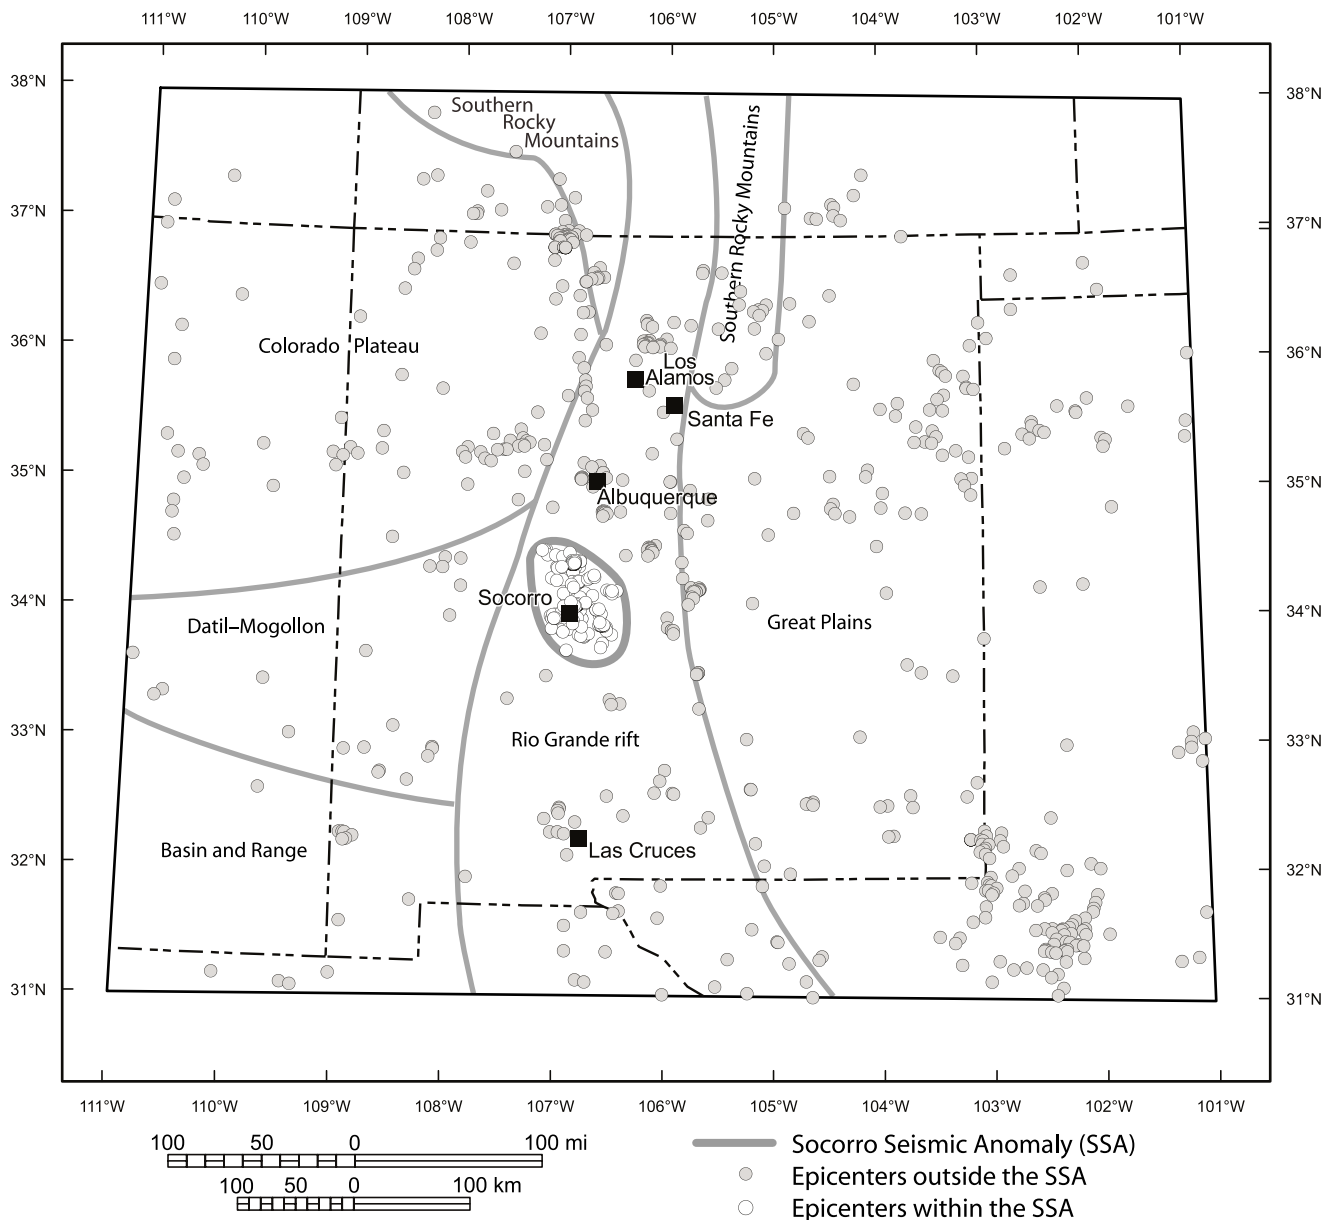 111°W 110°W 109°W 108°W 107°W 106°W 105°W 104°W 103°W 102°W 101°W
38°N 38°N
Southern
Rocky
Mountains
Southern Rocky Mountains
37°N 37°N
36°N 36°N
Colorado Plateau
Los
Alamos
Santa Fe
35°N 35°N
Albuquerque
34°N 34°N
Socorro
Datil–Mogollon
Great Plains
33°N 33°N
Rio Grande rift
32°N 32°N
Basin and Range
Las Cruces
31°N 31°N
111°W 110°W 109°W 108°W 107°W 106°W 105°W 104°W 103°W 102°W 101°W
100 50 0 100 mi
100 50 0 100 km
Socorro Seismic Anomaly (SSA)
Epicenters outside the SSA
Epicenters within the SSA